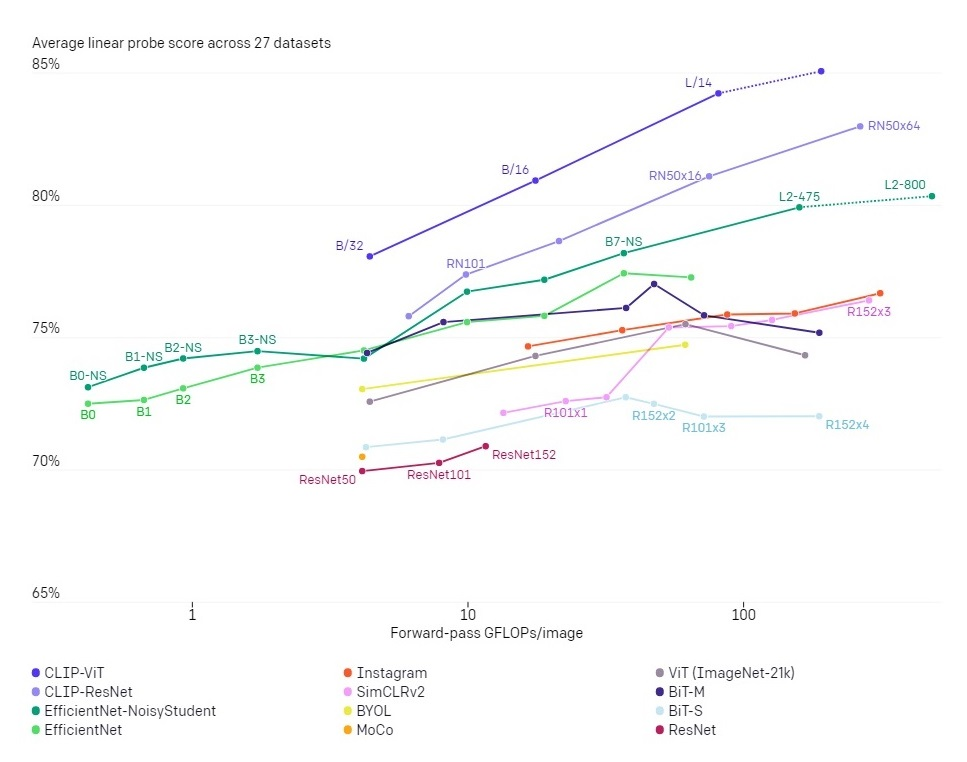 Average linear probe score across 27 datasets
85%
L/14
RN50x64
B/16
RN50x16
80%
L2-475
L2-800
B/32
B7-NS
RN101
75%
B3-NS
B2-NS
B1-NS
B0-NS
R152x3
B3
B2
B1
B0
R101x1
R152x2
R101x3
R152x4
70%
ResNet152
ResNet101
ResNet50
65%
1
10
100
Forward-pass GFLOPs/image
CLIP-ViT
CLIP-ResNet
EfficientNet-NoisyStudent
EfficientNet
Instagram
SimCLRv2
BYOL
MoCo
ViT (ImageNet-21k)
BiT-M
BiT-S
ResNet